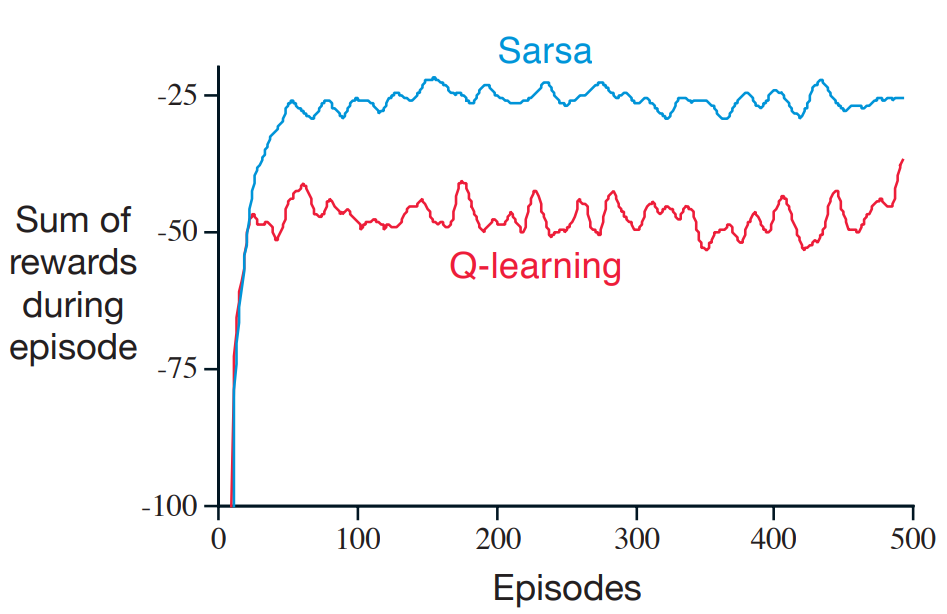 Sarsa
-25
Sum of
rewards
during
episode
-50
Q-learning
-75
-100
0 100 200 300 400 500
Episodes